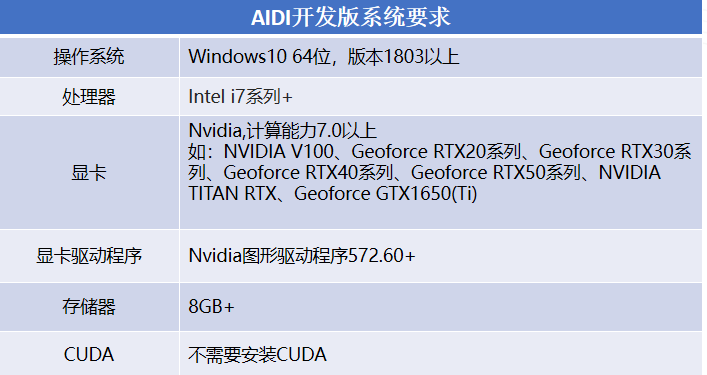 AIDI开发版系统要求
操作系统
Windows10 64位，版本1803以上
处理器
Intel i7系列+
显卡
Nvidia,计算能力7.0以上
如：NVIDIA V100、Geoforce RTX20系列、Geoforce RTX30系
列、Geoforce RTX40系列、Geoforce RTX50系列、NVIDIA
TITAN RTX、Geoforce GTX1650(Ti)
显卡驱动程序
Nvidia图形驱动程序572.60+
存储器
8GB+
CUDA
不需要安装CUDA